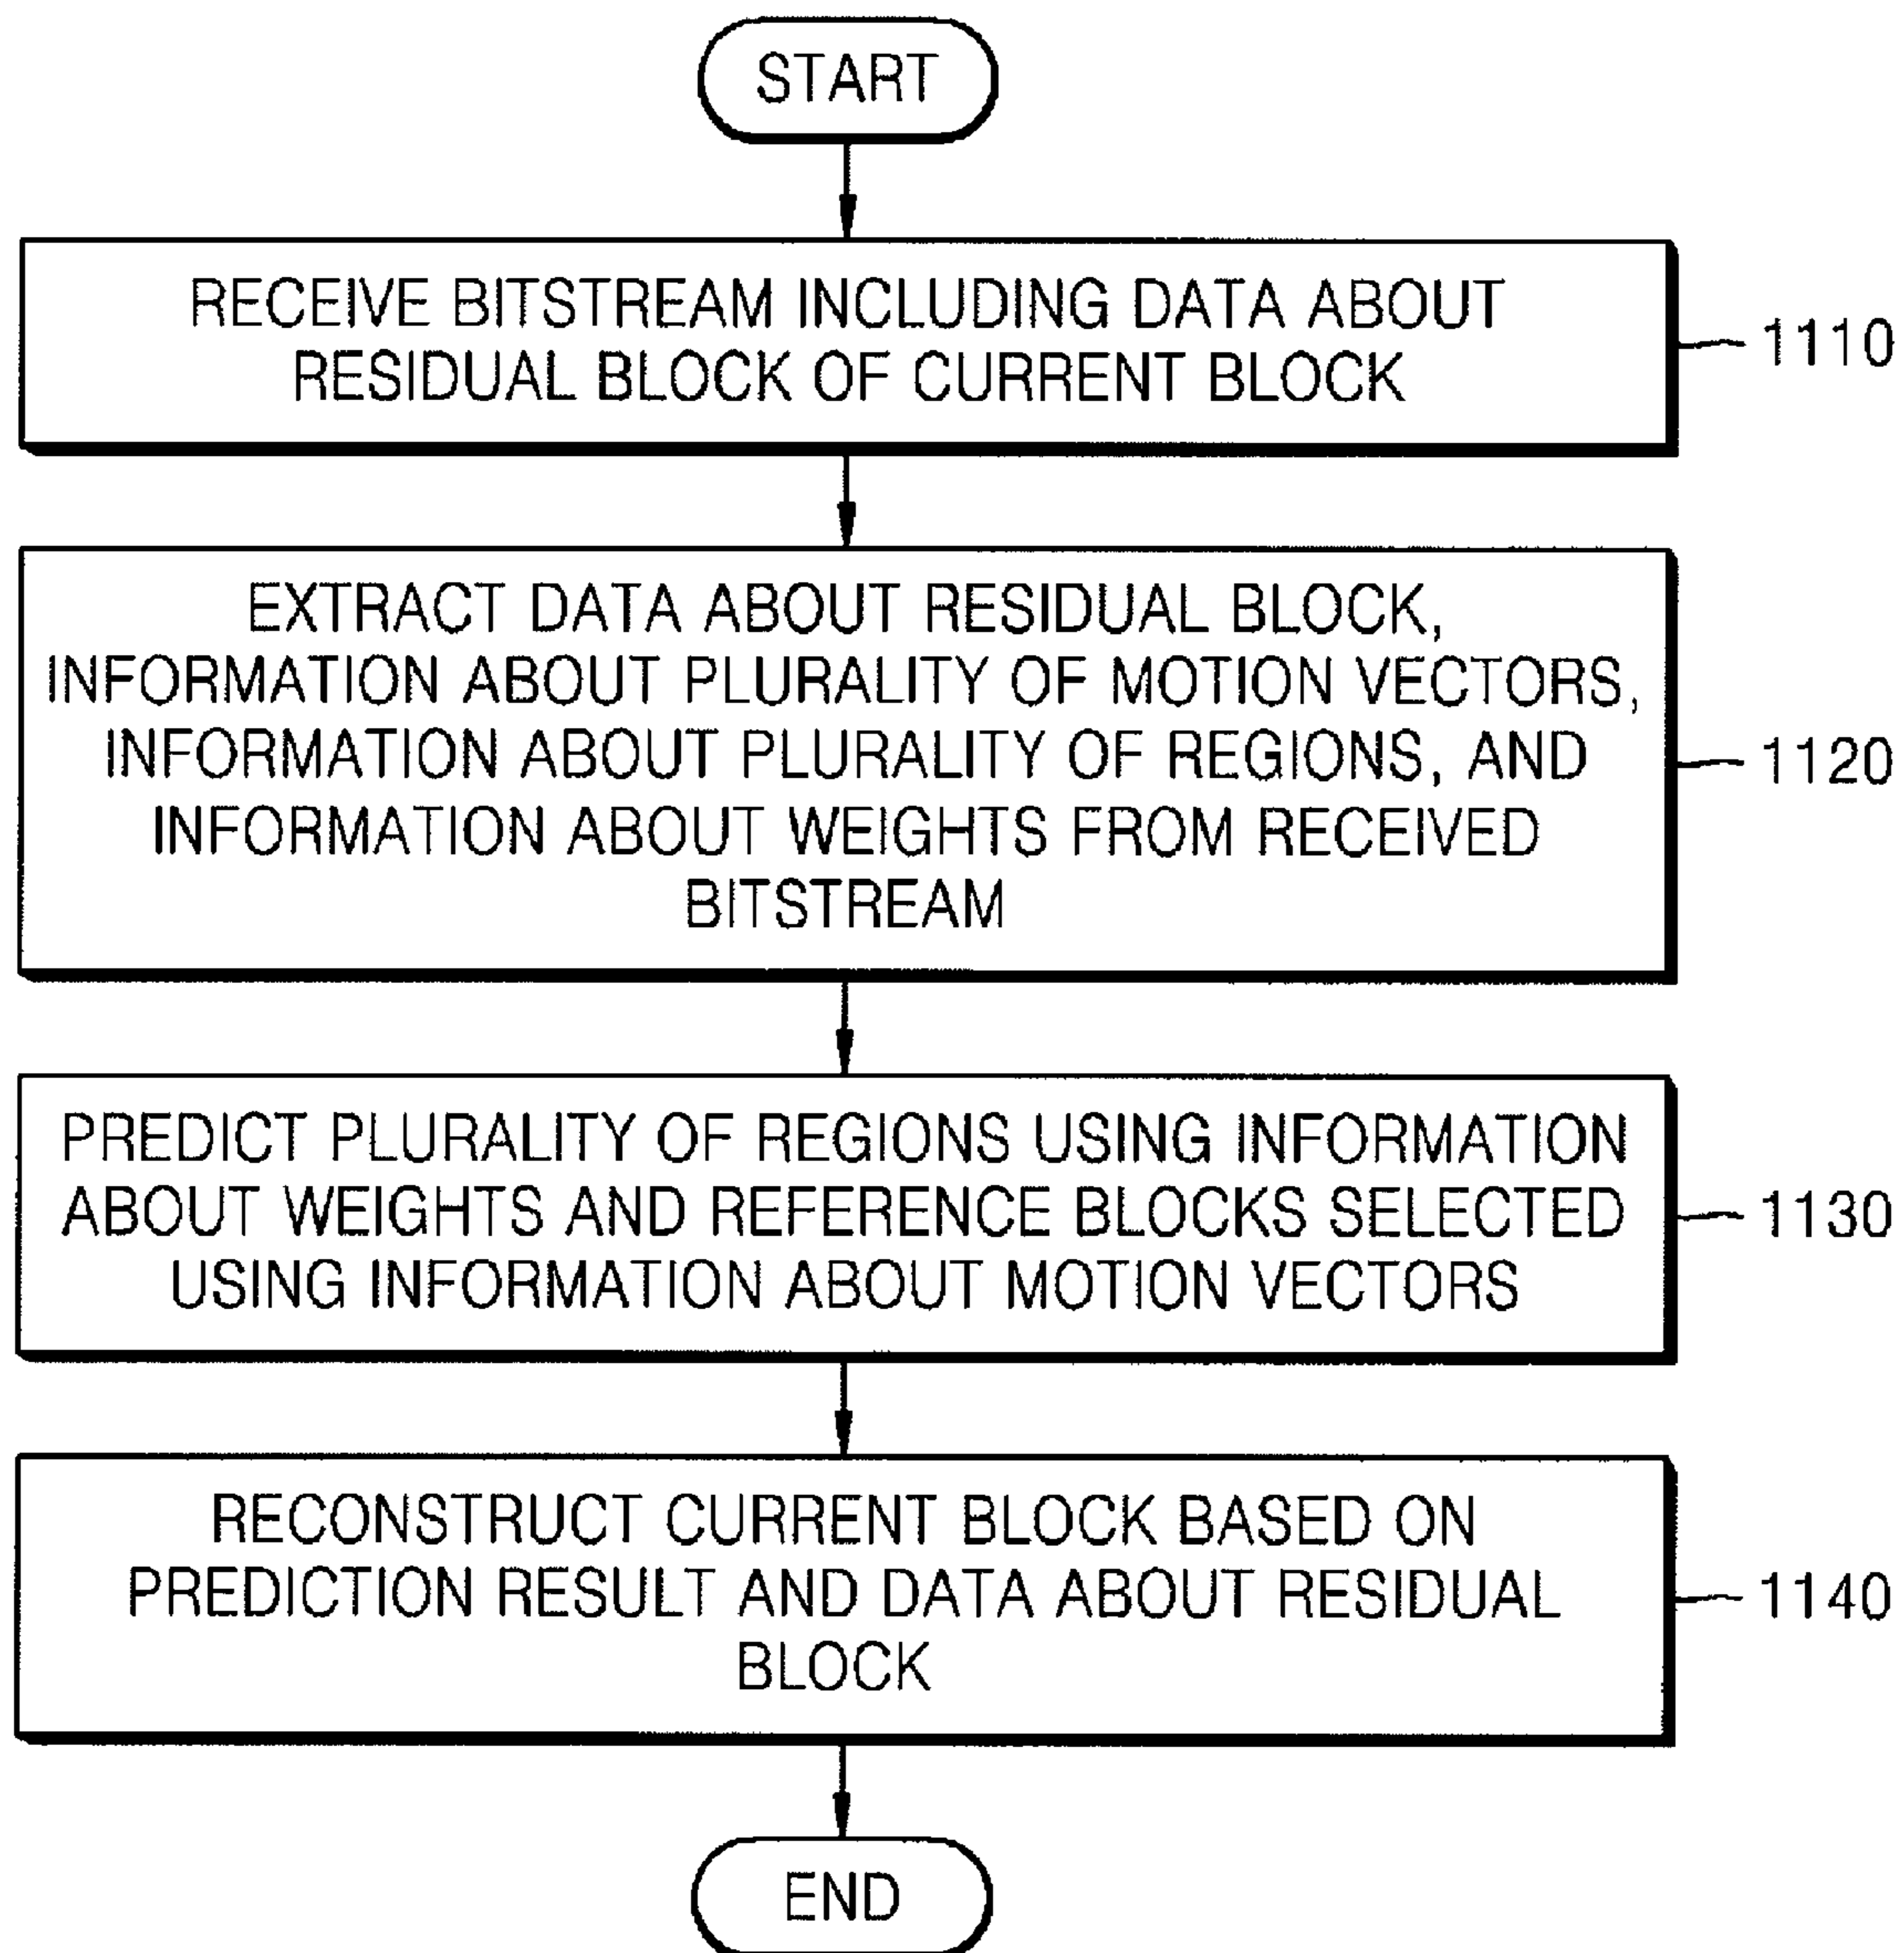 START
RECEIVE BITSTREAM INCLUDING DATA ABOUT
RESIDUAL BLOCK OF CURRENT BLOCK
1110
EXTRACT DATA ABOUT RESIDUAL BLOCK,
INFORMATION ABOUT PLURALITY OF MOTION VECTORS,
INFORMATION ABOUT PLURALITY OF REGIONS, AND
INFORMATION ABOUT WEIGHTS FROM RECEIVED
BITSTREAM
1120
PREDICT PLURALITY OF REGIONS USING INFORMATION
ABOUT WEIGHTS AND REFERENCE BLOCKS SELECTED
USING INFORMATION ABOUT MOTION VECTORS
1130
RECONSTRUCT CURRENT BLOCK BASED ON
PREDICTION RESULT AND DATA ABOUT RESIDUAL
BLOCK
1140
END